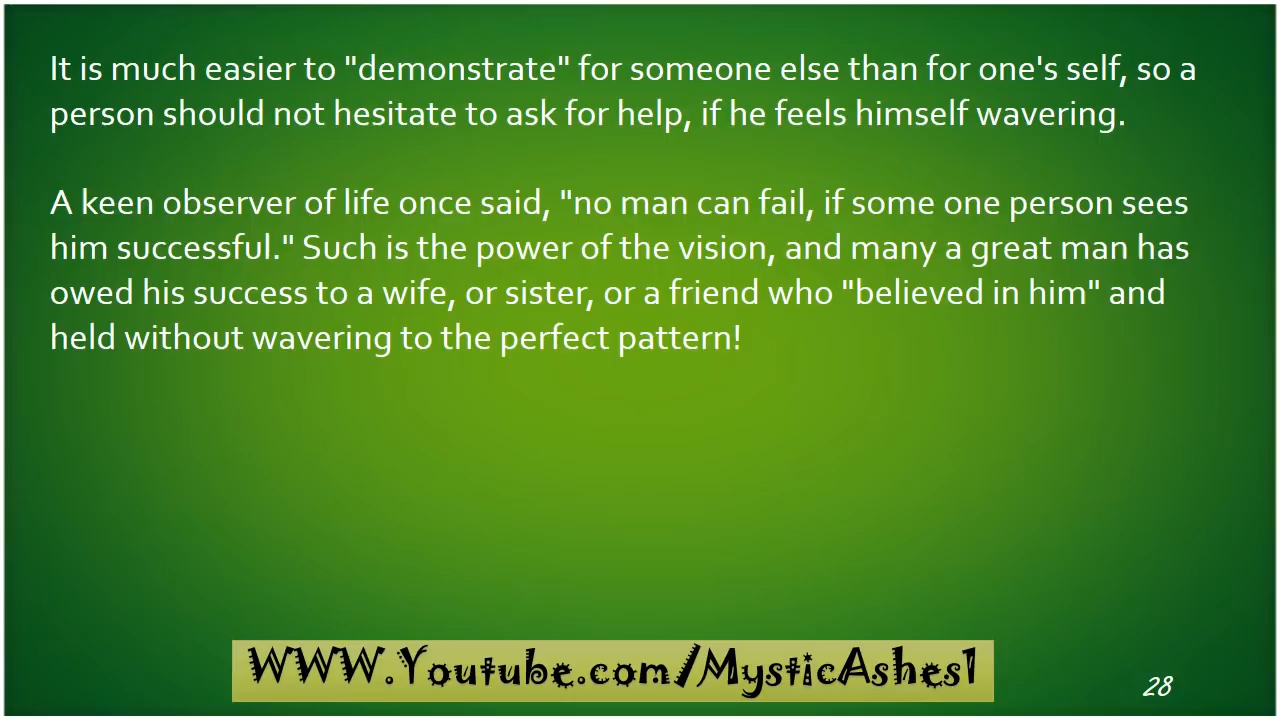 It is much easier to "demonstrate" for someone else than for one's self, so a
person should not hesitate to ask for help, if he feels himself wavering.
A keen observer of life once said, "no man can fail, if some one person sees
him successful." Such is the power of the vision, and many a great man has
owed his success to a wife, or sister, or a friend who "believed in him" and
held without wavering to the perfect pattern!
WWW.Youtube.com/MysticAshes1
28